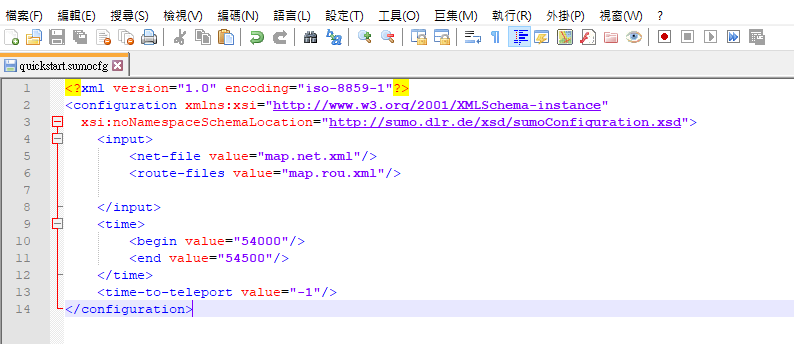 檔案(F) 編輯(E) 搜尋(S) 檢視(V) 編碼(N) 語言(L) 設定(T) 工具(O) 巨集(M) 執行(R) 外掛(P) 視窗(W) ?
quickstart.sumocfg
1 <?xml version="1.0" encoding="iso-8859-1"?>
2 <configuration xmlns:xsi="http://www.w3.org/2001/XMLSchema-instance"
3 xsi:noNamespaceSchemaLocation="http://sumo.dlr.de/xsd/sumoConfiguration.xsd">
4 <input>
5 <net-file value="map.net.xml"/>
6 <route-files value="map.rou.xml"/>
7
8 </input>
9 <time>
10 <begin value="54000"/>
11 <end value="54500"/>
12 </time>
13 <time-to-teleport value="-1"/>
14 </configuration>